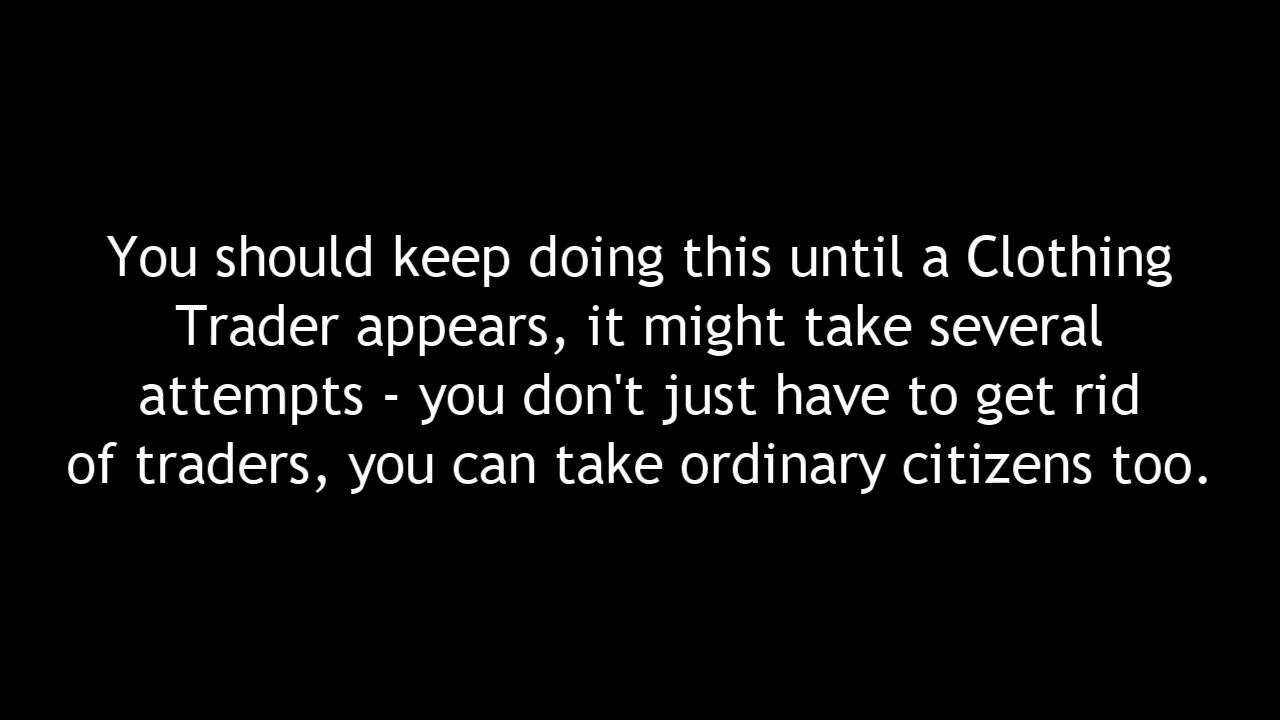 You should keep doing this until a Clothing
Trader appears, it might take several
attempts - you don't just have to get rid
of traders, you can take ordinary citizens too.